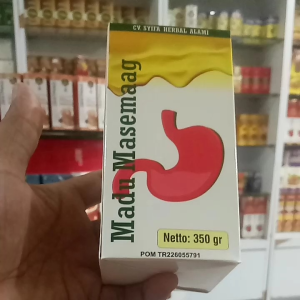 CV SYIFA HERBAL ALAMI
Madu Masemaag
Netto: 350 gr
POM TR226055791